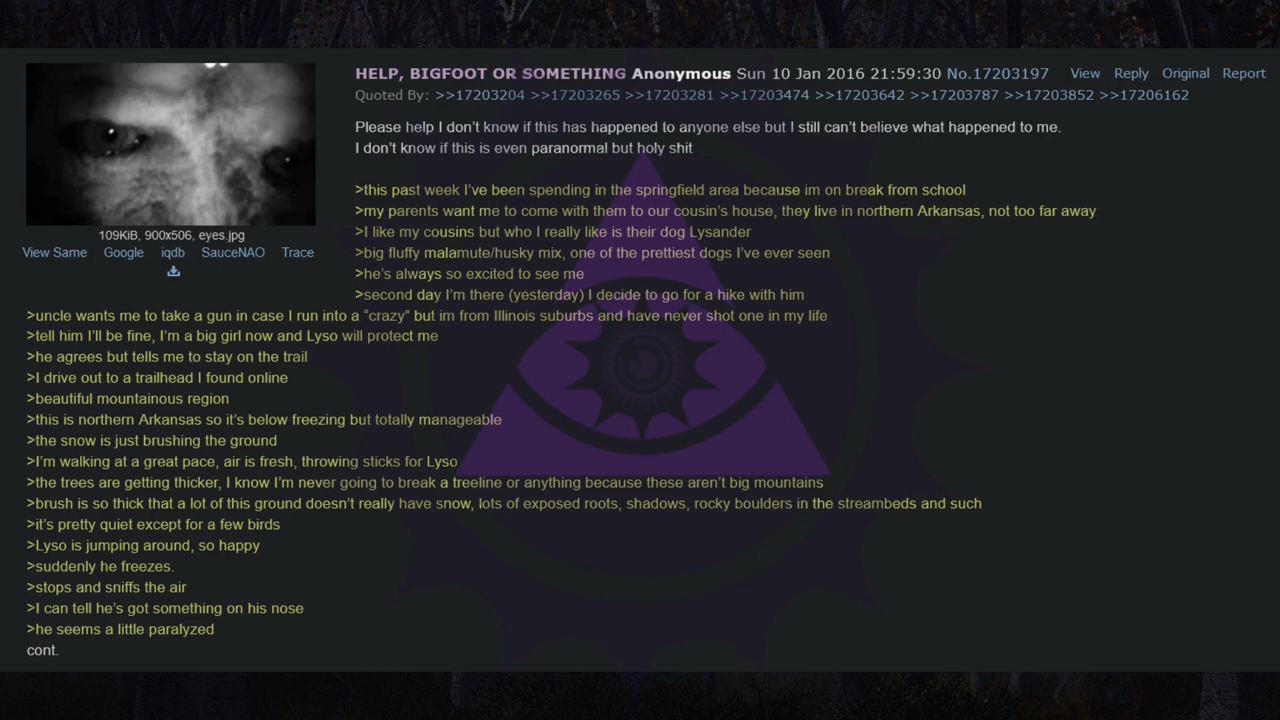 HELP, BIGFOOT OR SOMETHING Anonymous Sun 10 Jan 2016 21:59:30 No.17203197 View Reply Original Report
Quoted By: >>17203204 >>17203265 >>17203281 >>17203474 >>17203642 >>17203787 >>17203852 >>17206162
Please help I don't know if this has happened to anyone else but I still can't believe what happened to me.
I don't know if this is even paranormal but holy shit
109KiB, 900x506, eyes.jpg
View Same Google iqdb SauceNAO Trace
>this past week I've been spending in the springfield area because im on break from school
>my parents want me to come with them to our cousin's house, they live in northern Arkansas, not too far away
>I like my cousins but who I really like is their dog Lysander
>big fluffy malamute/husky mix, one of the prettiest dogs I've ever seen
>he's always so excited to see me
>second day I'm there (yesterday) I decide to go for a hike with him
>uncle wants me to take a gun in case I run into a “crazy” but im from Illinois suburbs and have never shot one in my life
>tell him I'll be fine, I'm a big girl now and Lyso will protect me
>he agrees but tells me to stay on the trail
>I drive out to a trailhead I found online
>beautiful mountainous region
>this is northern Arkansas so it's below freezing but totally manageable
>the snow is just brushing the ground
>I'm walking at a great pace, air is fresh, throwing sticks for Lyso
>the trees are getting thicker, I know I'm never going to break a treeline or anything because these aren't big mountains
>brush is so thick that a lot of this ground doesn't really have snow, lots of exposed roots, shadows, rocky boulders in the streambeds and such
>it's pretty quiet except for a few birds
>Lyso is jumping around, so happy
>suddenly he freezes.
>stops and sniffs the air
>I can tell he's got something on his nose
>he seems a little paralyzed
cont.